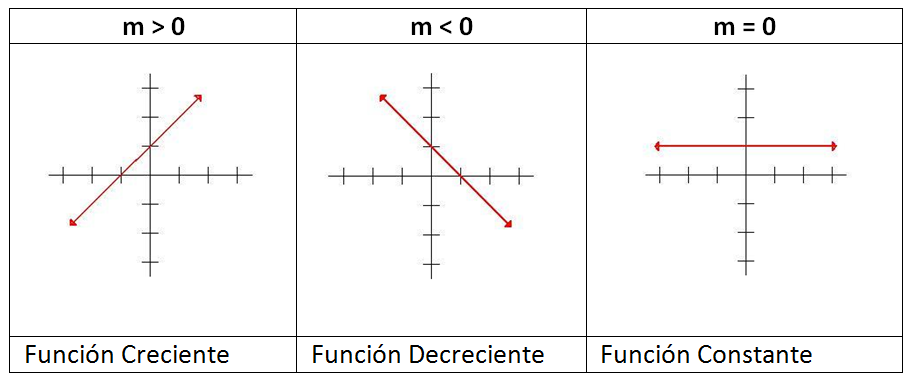 m > 0
m < 0
m = 0
Función Creciente
Función Decreciente
Función Constante